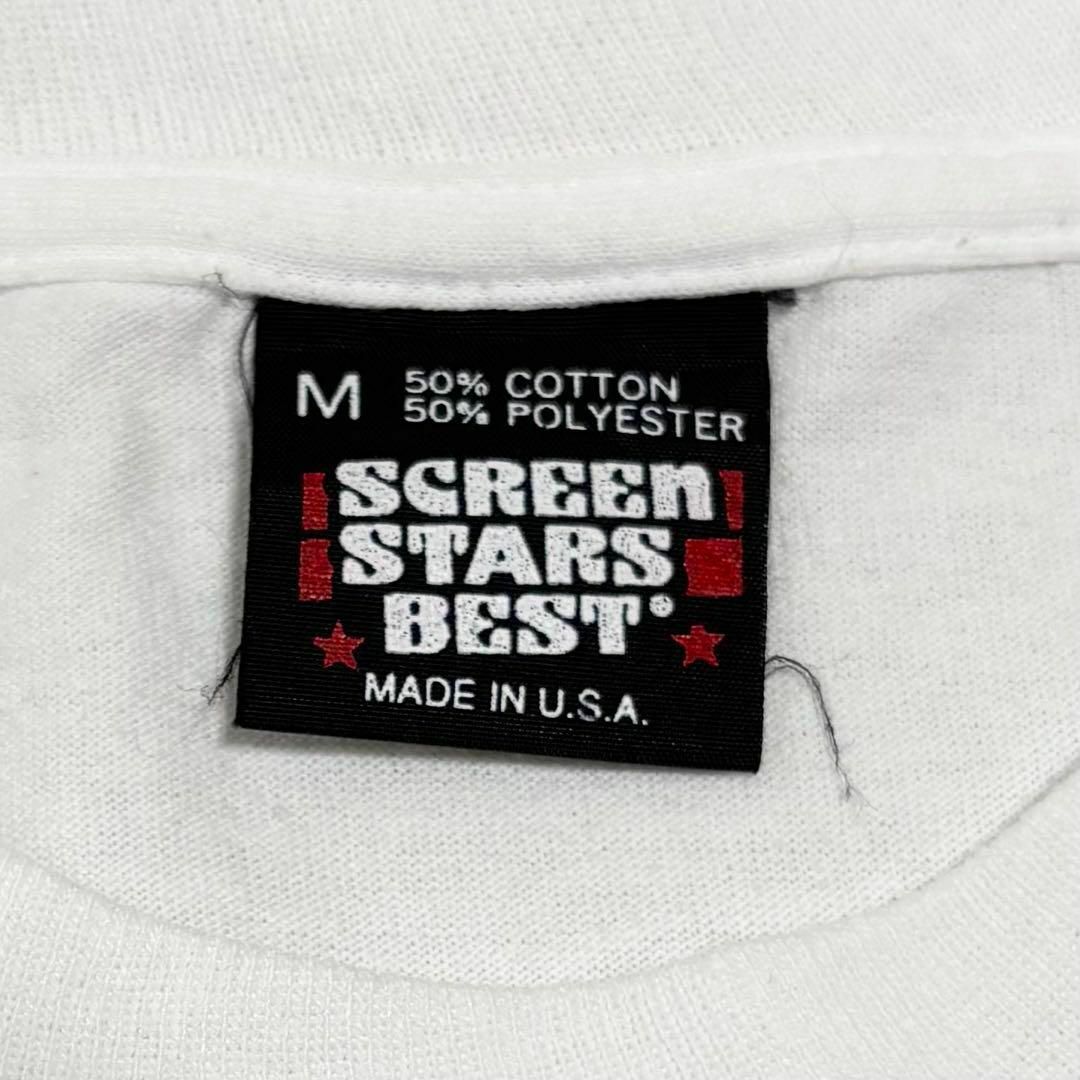 M 50% COTTON
50% POLYESTER
SCREEN
STARS
BEST®
MADE IN U.S.A.